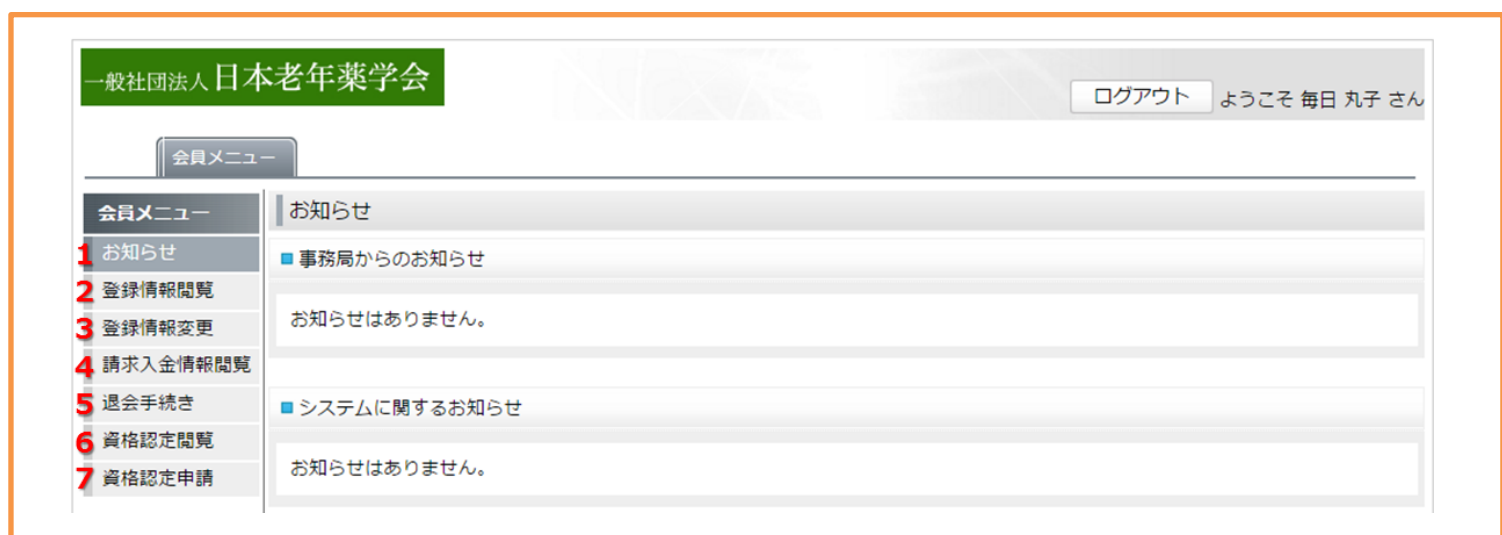 一般社団法人日本老年薬学会
ログアウト ようこそ 毎日 丸子 さん
会員メニュー
会員メニュー
1 お知らせ
2 登録情報閲覧
3 登録情報変更
4 請求入金情報閲覧
5 退会手続き
6 資格認定閲覧
7 資格認定申請
お知らせ
事務局からのお知らせ
お知らせはありません。
システムに関するお知らせ
お知らせはありません。